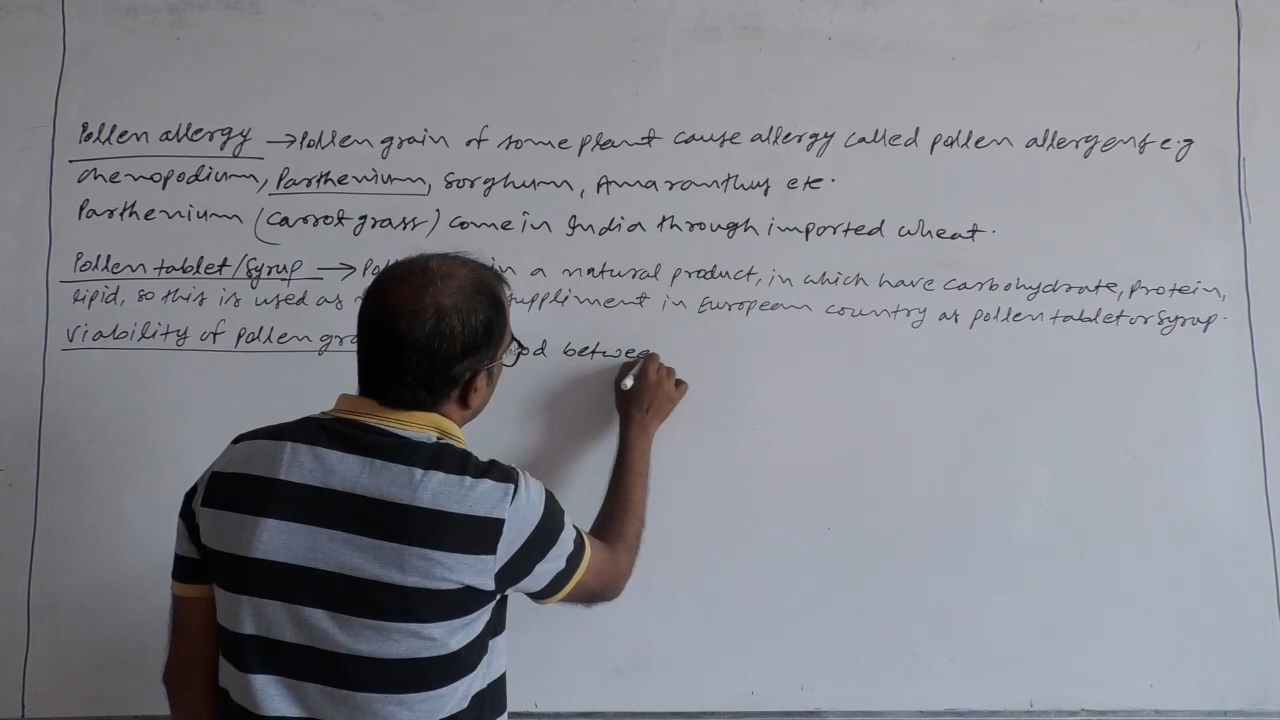 Pollen allergy → Pollen grain of some plant cause allergy called pollen allergens e.g
chenopodium, Parthenium, Sorghum, Amaranthus etc.
Parthenium (carrot grass) come in India through imported wheat.
Pollen tablet/Syrup → in a natural product, in which have carbohydrate, protein,
lipid, so this is used as suppliment in European country as pollen tablet or syrup.
viability of pollen between